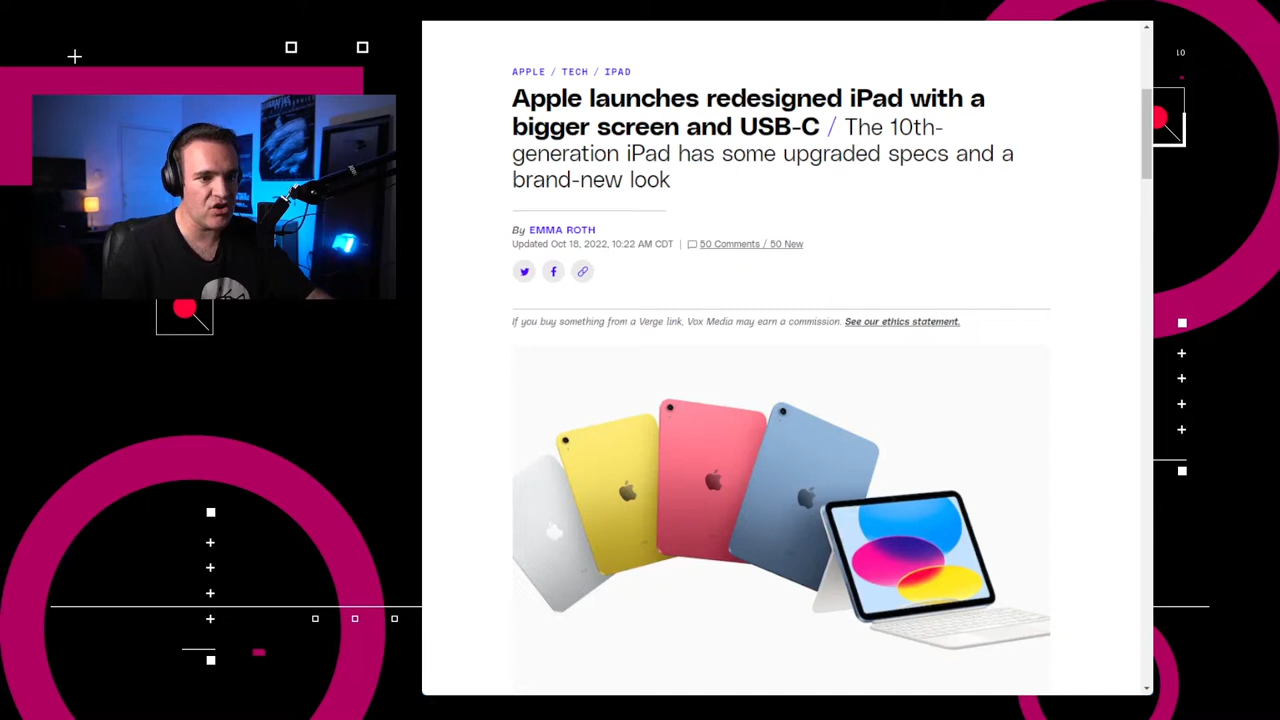 APPLE / TECH / IPAD
Apple launches redesigned iPad with a
bigger screen and USB-C / The 10th-
generation iPad has some upgraded specs and a
brand-new look
By EMMA ROTH
Updated Oct 18, 2022, 10:22 AM CDT | 50 Comments / 50 New
If you buy something from a Verge link, Vox Media may earn a commission. See our ethics statement.